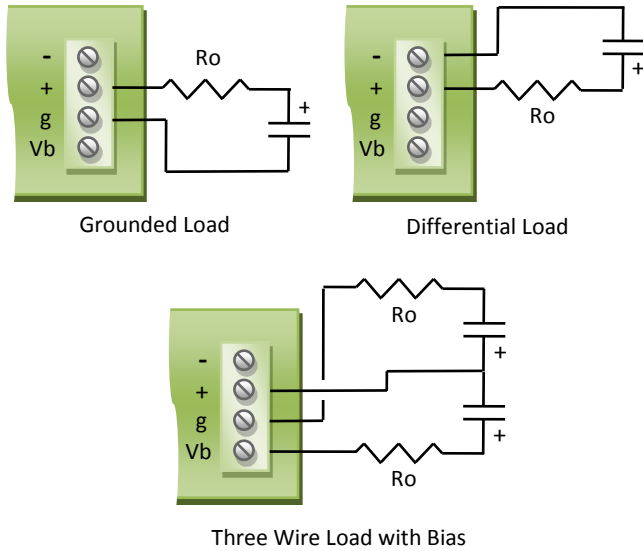 -
+
g
Vb
Ro
+
Grounded Load
-
+
g
Vb
Ro
+
Differential Load
-
+
g
Vb
Ro
+
+
Ro
Three Wire Load with Bias